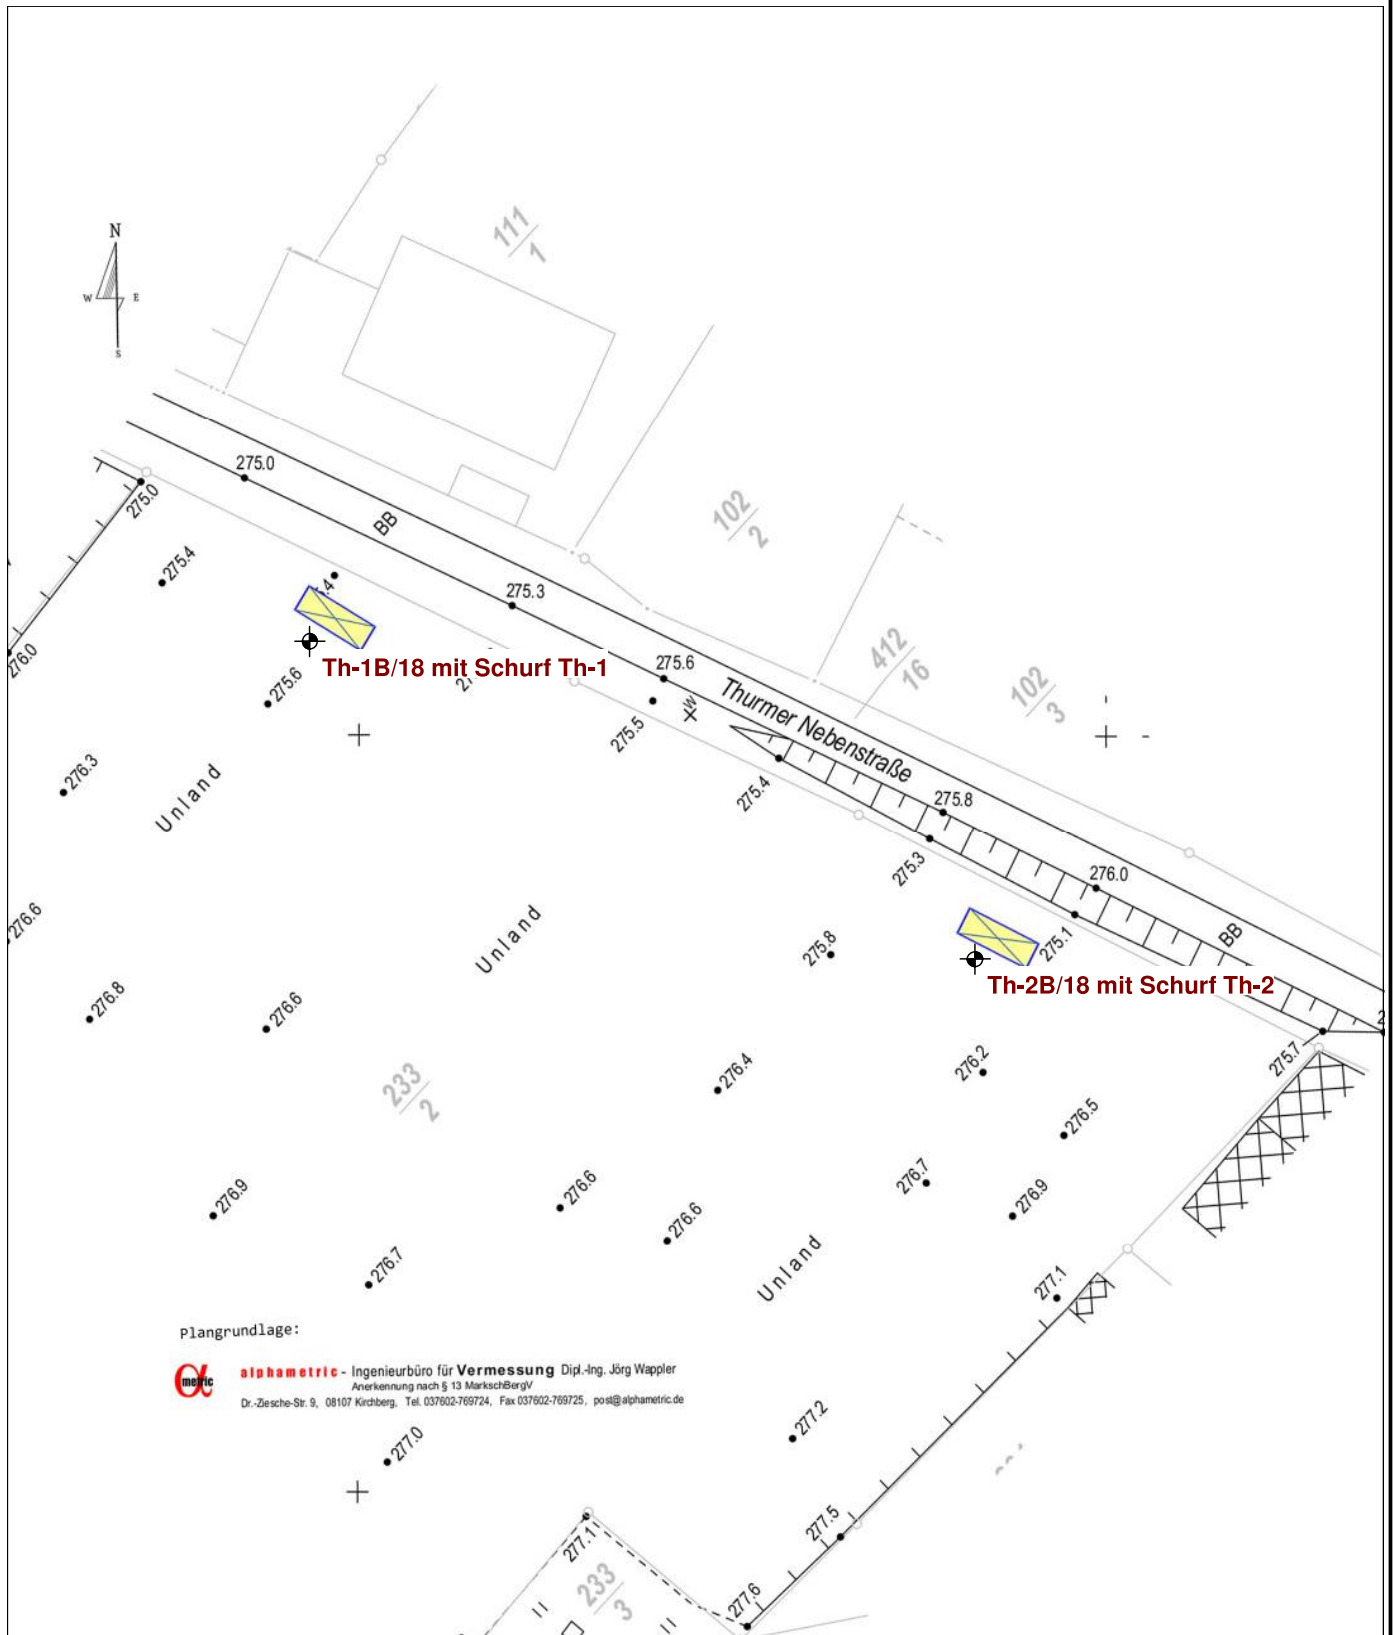 111
1
N
W E
S
275.0
275.0
BB
275.4
275.3
102
2
Th-1B/18 mit Schurf Th-1
275.6
275.6
276.0
412
16
102
3
W
275.5
Thurmer Nebenstraße
276.3
Unland
275.4
275.8
275.3
276.0
276.6
Unland
275.8
275.1
BB
Th-2B/18 mit Schurf Th-2
276.8
276.6
275.7
276.4
276.2
233
2
276.5
276.9
276.6
276.6
276.7
276.9
276.7
Unland
277.1
Plangrundlage:
metric
alphametric - Ingenieurbüro für Vermessung Dipl.-Ing. Jörg Wappler
Anerkennung nach § 13 MarkschBergV
Dr.-Ziesche-Str. 9, 08107 Kirchberg, Tel. 037602-769724, Fax 037602-769725, post@alphametric.de
277.0
277.2
277.1
277.5
233
3
277.6